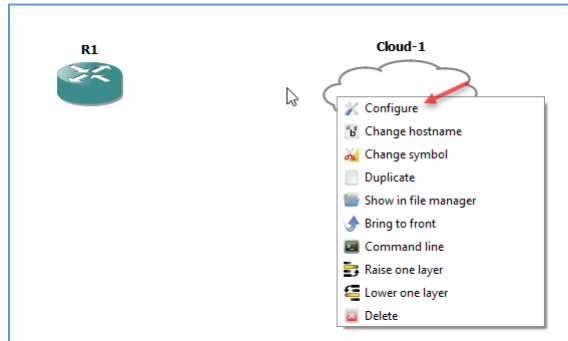 R1
Cloud-1
Configure
Change hostname
Change symbol
Duplicate
Show in file manager
Bring to front
Command line
Raise one layer
Lower one layer
Delete